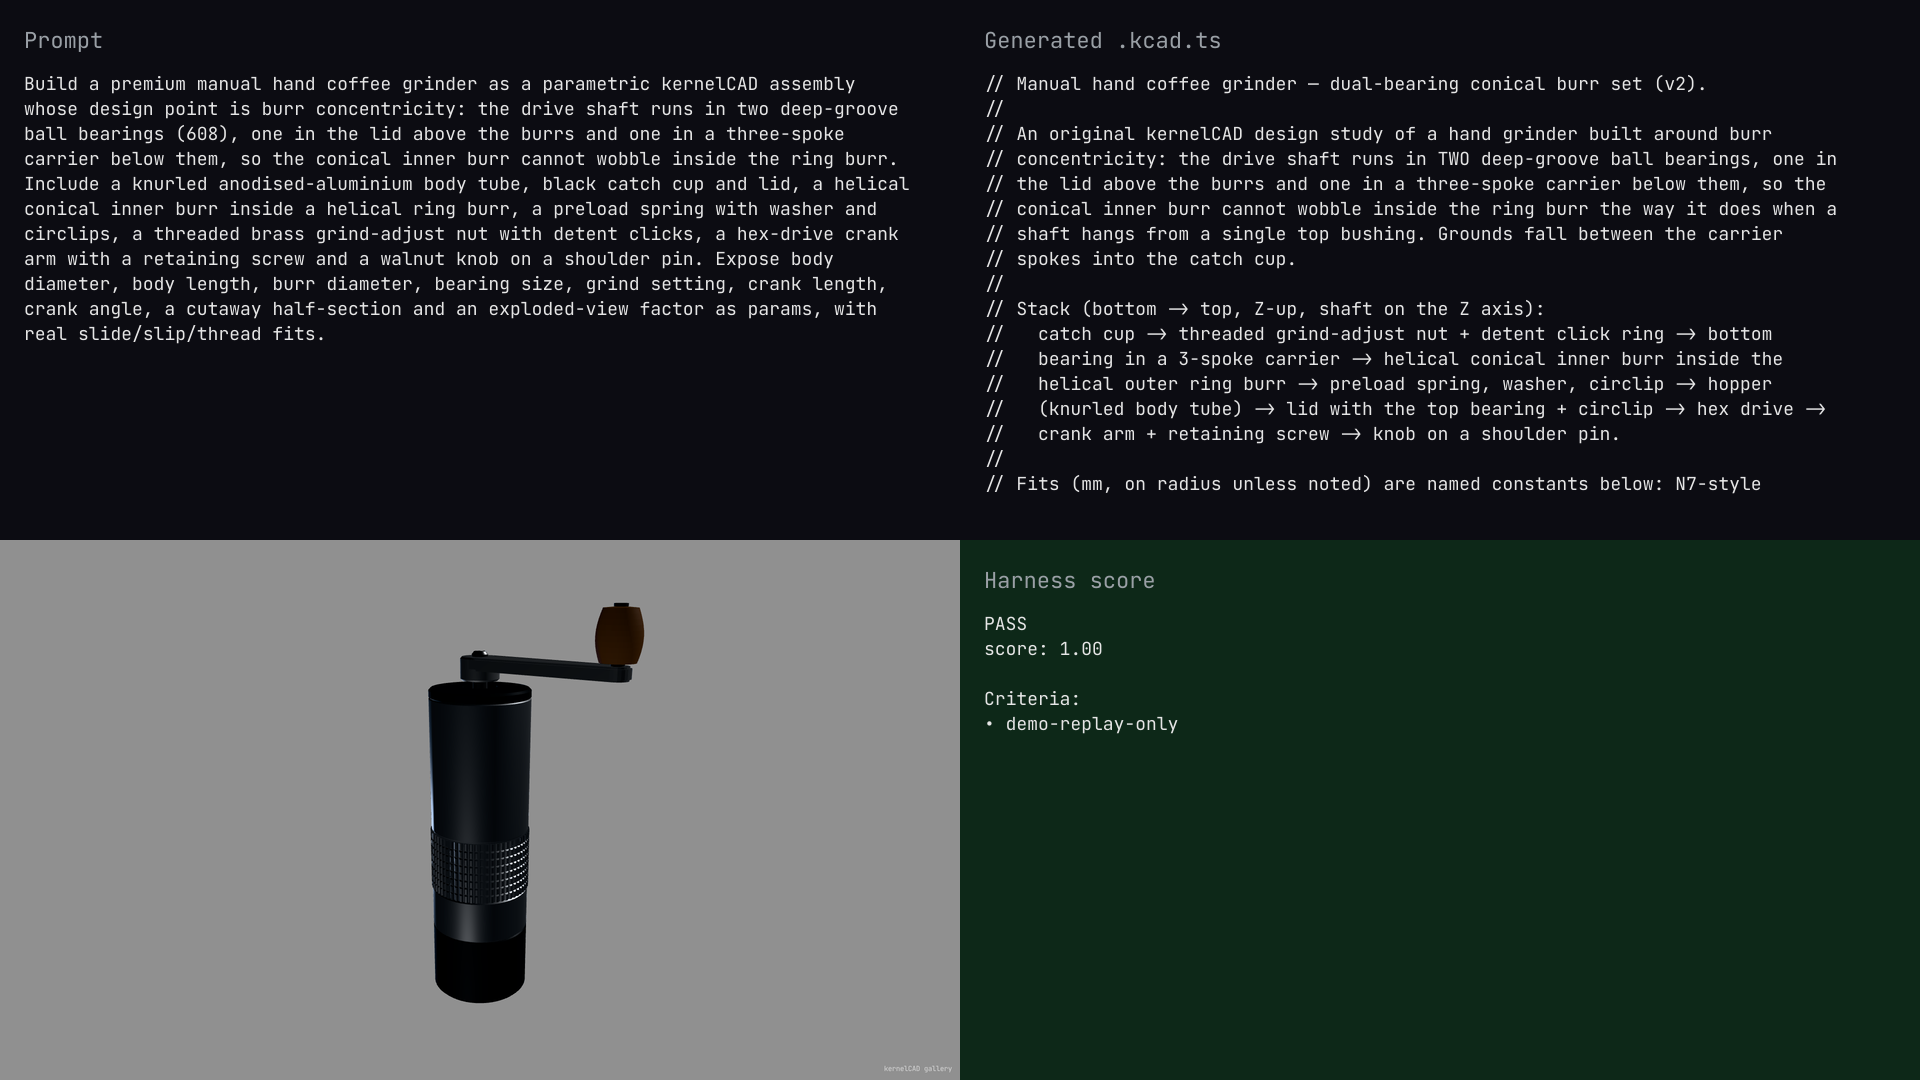 Prompt
Build a premium manual hand coffee grinder as a parametric kernelCAD assembly
whose design point is burr concentricity: the drive shaft runs in two deep-groove
ball bearings (608), one in the lid above the burrs and one in a three-spoke
carrier below them, so the conical inner burr cannot wobble inside the ring burr.
Include a knurled anodised-aluminium body tube, black catch cup and lid, a helical
conical inner burr inside a helical ring burr, a preload spring with washer and
circlips, a threaded brass grind-adjust nut with detent clicks, a hex-drive crank
arm with a retaining screw and a walnut knob on a shoulder pin. Expose body
diameter, body length, burr diameter, bearing size, grind setting, crank length,
crank angle, a cutaway half-section and an exploded-view factor as params, with
real slide/slip/thread fits.
Generated .kcad.ts
// Manual hand coffee grinder — dual-bearing conical burr set (v2).
//
// An original kernelCAD design study of a hand grinder built around burr
// concentricity: the drive shaft runs in TWO deep-groove ball bearings, one in
// the lid above the burrs and one in a three-spoke carrier below them, so the
// conical inner burr cannot wobble inside the ring burr the way it does when a
// shaft hangs from a single top bushing. Grounds fall between the carrier
// spokes into the catch cup.
//
// Stack (bottom → top, Z-up, shaft on the Z axis):
//   catch cup → threaded grind-adjust nut + detent click ring → bottom
//   bearing in a 3-spoke carrier → helical conical inner burr inside the
//   helical outer ring burr → preload spring, washer, circlip → hopper
//   (knurled body tube) → lid with the top bearing + circlip → hex drive →
//   crank arm + retaining screw → knob on a shoulder pin.
//
// Fits (mm, on radius unless noted) are named constants below: N7-style
kernelCAD gallery
Harness score
PASS
score: 1.00
Criteria:
• demo-replay-only